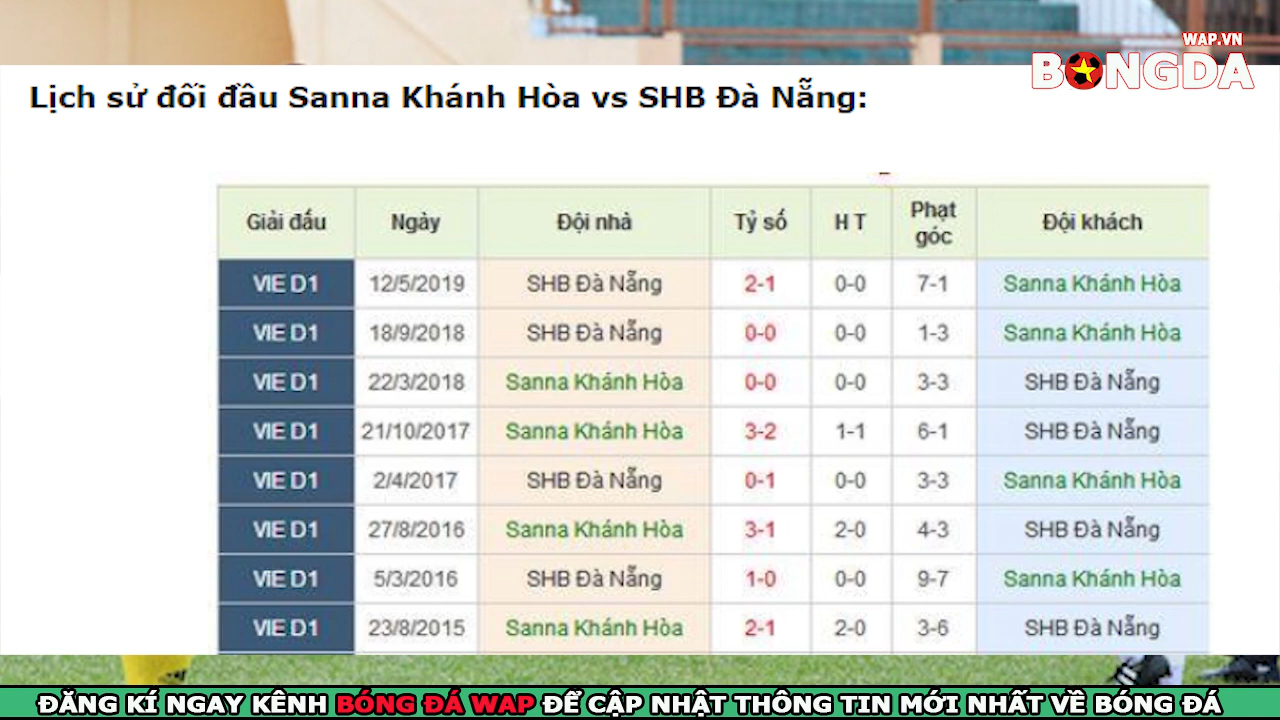 WAP.VN
BONGDA
Lịch sử đối đầu Sanna Khánh Hòa vs SHB Đà Nẵng:
Giải đấu Ngày Đội nhà Tỷ số H T Phạt góc Đội khách
VIE D1 12/5/2019 SHB Đà Nẵng 2-1 0-0 7-1 Sanna Khánh Hòa
VIE D1 18/9/2018 SHB Đà Nẵng 0-0 0-0 1-3 Sanna Khánh Hòa
VIE D1 22/3/2018 Sanna Khánh Hòa 0-0 0-0 3-3 SHB Đà Nẵng
VIE D1 21/10/2017 Sanna Khánh Hòa 3-2 1-1 6-1 SHB Đà Nẵng
VIE D1 2/4/2017 SHB Đà Nẵng 0-1 0-0 3-3 Sanna Khánh Hòa
VIE D1 27/8/2016 Sanna Khánh Hòa 3-1 2-0 4-3 SHB Đà Nẵng
VIE D1 5/3/2016 SHB Đà Nẵng 1-0 0-0 9-7 Sanna Khánh Hòa
VIE D1 23/8/2015 Sanna Khánh Hòa 2-1 2-0 3-6 SHB Đà Nẵng
ĐĂNG KÍ NGAY KÊNH BÓNG ĐÁ WAP ĐỂ CẬP NHẬT THÔNG TIN MỚI NHẤT VỀ BÓNG ĐÁ